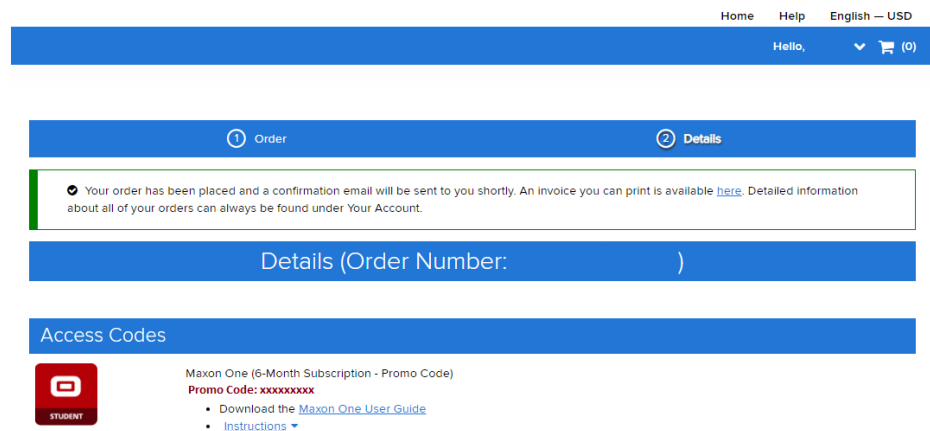 Home Help English — USD
Hello, (0)
1 Order 2 Details
Your order has been placed and a confirmation email will be sent to you shortly. An invoice you can print is available here. Detailed information
about all of your orders can always be found under Your Account.
Details (Order Number: )
Access Codes
Maxon One (6-Month Subscription - Promo Code)
Promo Code: xxxxxxxxx
STUDENT
• Download the Maxon One User Guide
• Instructions